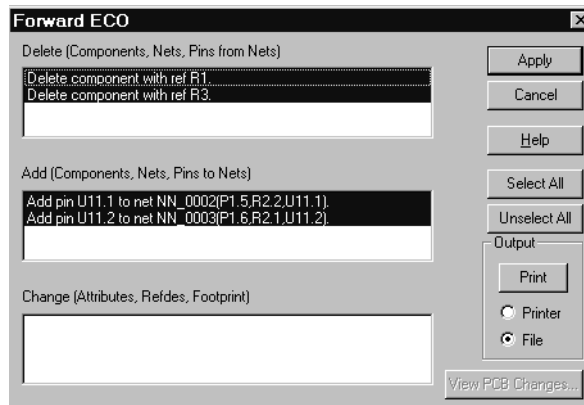 Forward ECO
Delete (Components, Nets, Pins from Nets)
Delete component with ref R1.
Delete component with ref R3.
Add (Components, Nets, Pins to Nets)
Add pin U11.1 to net NN_0002(P1.5,R2.2,U11.1).
Add pin U11.2 to net NN_0003(P1.6,R2.1,U11.2).
Change (Attributes, Refdes, Footprint)
Apply
Cancel
Help
Select All
Unselect All
Output
Print
Printer
File
View PCB Changes...